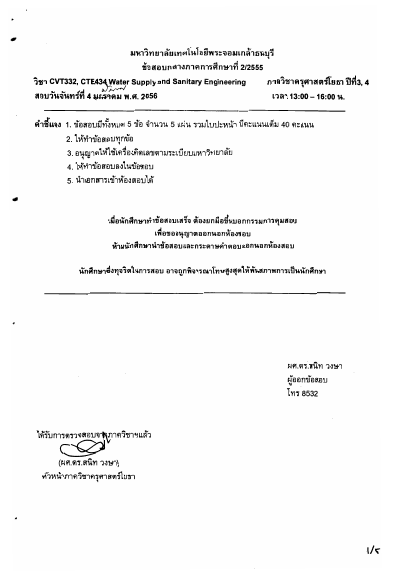 มหาวิทยาลัยเทคโนโลยีพระจอมเกล้าธนบุรี
ข้อสอบกลางภาคการศึกษาที่ 2/2555
วิชา CVT332, CTE434 Water Supply and Sanitary Engineering ภาควิชาครุศาสตร์โยธา ปีที่3, 4
สอบวันจันทร์ที่ 4 พ.ศ. 2556 เวลา 13:00 – 16:00 น.
คำชี้แจง 1. ข้อสอบมีทั้งหมด 5 ข้อ จำนวน 5 แผ่น รวมใบปะหน้า มีคะแนนเต็ม 40 คะแนน
2. ให้ทำข้อสอบทุกข้อ
3. อนุญาตให้ใช้เครื่องคิดเลขตามระเบียบมหาวิทยาลัย
4. ให้ทำข้อสอบลงในข้อสอบ
5. นำเอกสารเข้าห้องสอบได้
เมื่อนักศึกษาทำข้อสอบเสร็จ ต้องยกมือขึ้นบอกกรรมการคุมสอบ
เพื่อขออนุญาตออกนอกห้องสอบ
ห้ามนักศึกษานำข้อสอบและกระดาษคำตอบออกนอกห้องสอบ
นักศึกษาซึ่งทุจริตในการสอบ อาจถูกพิจารณาโทษสูงสุดให้พ้นสภาพการเป็นนักศึกษา
ผศ.ดร.สนิท วงษา
ผู้ออกข้อสอบ
โทร 8532
ได้รับการตรวจสอบจากภาควิชาฯแล้ว
(ผศ.ดร.สนิท วงษา)
หัวหน้าภาควิชาครุศาสตร์โยธา
1/5